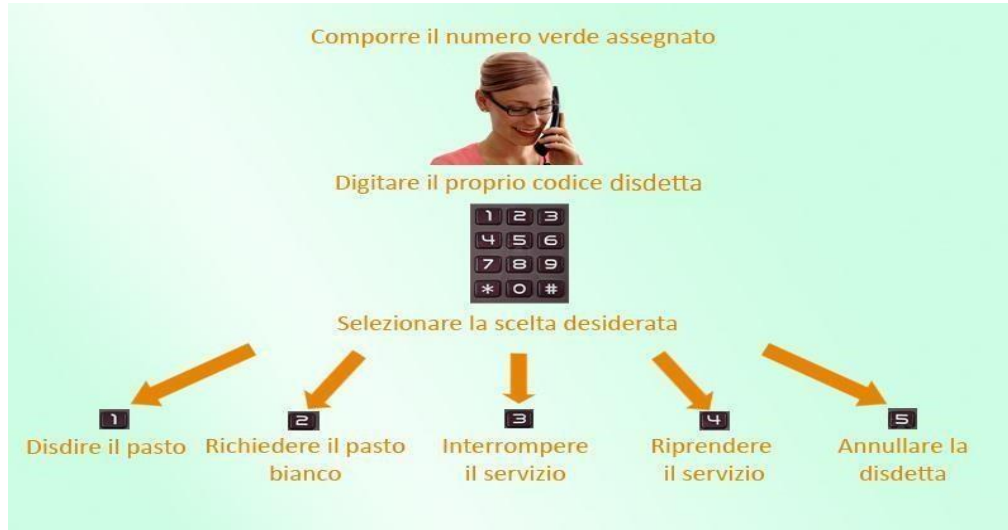 Comporre il numero verde assegnato
Digitare il proprio codice disdetta
1 2 3
4 5 6
7 8 9
* 0 #
Selezionare la scelta desiderata
1 2 3 4 5
Disdire il pasto
Richiedere il pasto
bianco
Interrompere
il servizio
Riprendere
il servizio
Annullare la
disdetta